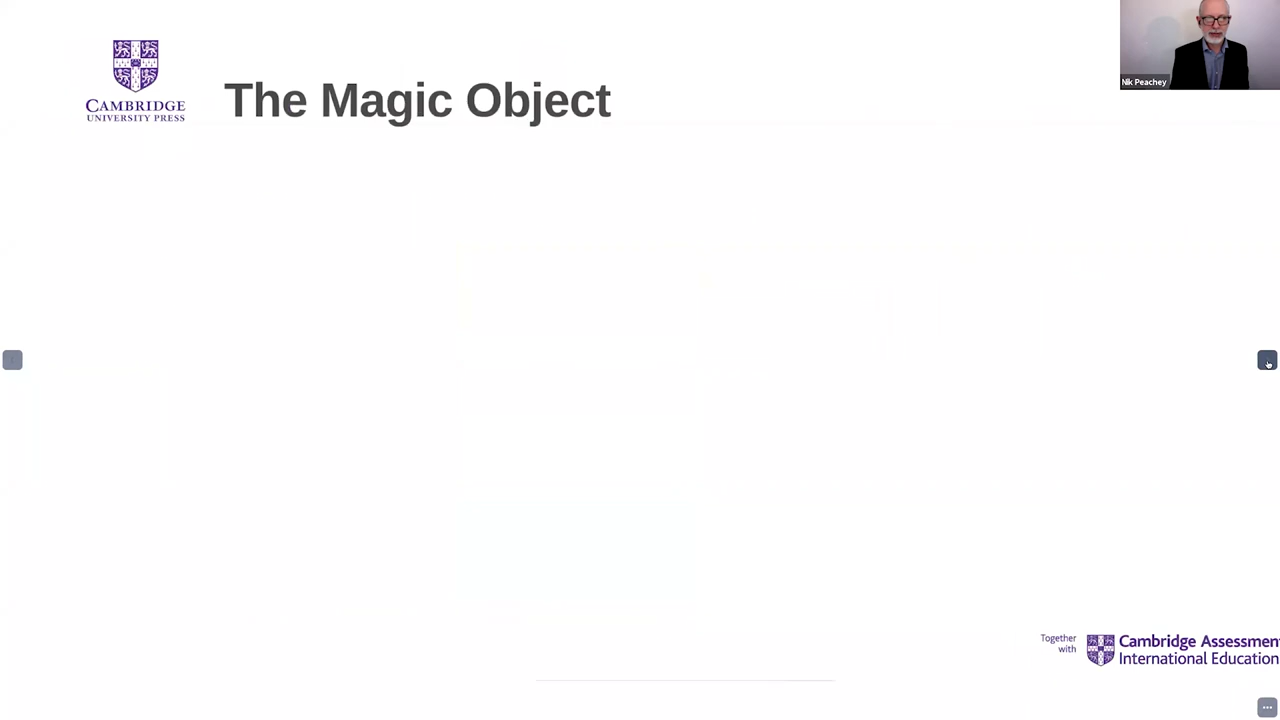 Nik Peachey
CAMBRIDGE
UNIVERSITY PRESS
The Magic Object
Together
with
Cambridge Assessment
International Education